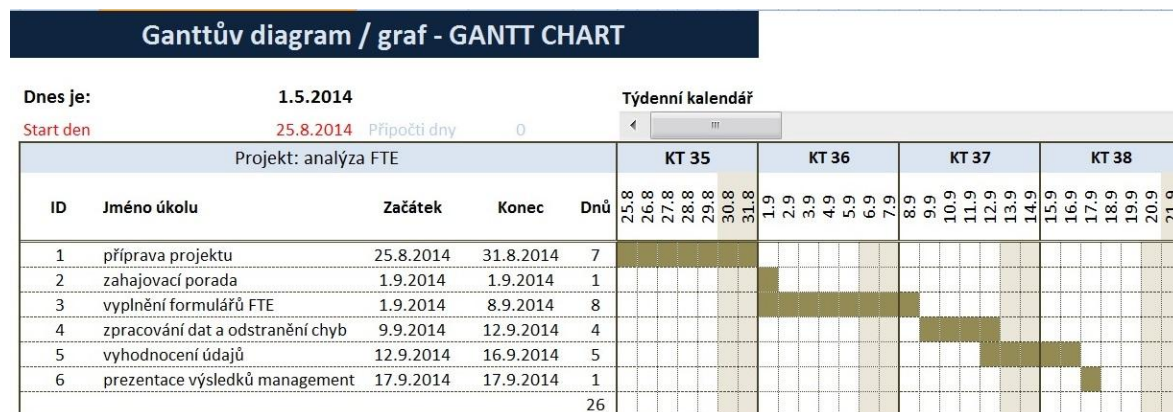 Ganttův diagram / graf - GANTT CHART
Dnes je: 1.5.2014 Týdenní kalendář
Start den 25.8.2014 Připočti dny 0
Projekt: analýza FTE KT 35 KT 36 KT 37 KT 38
ID Jméno úkolu Začátek Konec Dnů 25.8 26.8 27.8 28.8 29.8 30.8 31.8 1.9 2.9 3.9 4.9 5.9 6.9 7.9 8.9 9.9 10.9 11.9 12.9 13.9 14.9 15.9 16.9 17.9 18.9 19.9 20.9 21.9
1 příprava projektu 25.8.2014 31.8.2014 7
2 zahajovací porada 1.9.2014 1.9.2014 1
3 vyplnění formulářů FTE 1.9.2014 8.9.2014 8
4 zpracování dat a odstranění chyb 9.9.2014 12.9.2014 4
5 vyhodnocení údajů 12.9.2014 16.9.2014 5
6 prezentace výsledků management 17.9.2014 17.9.2014 1
26